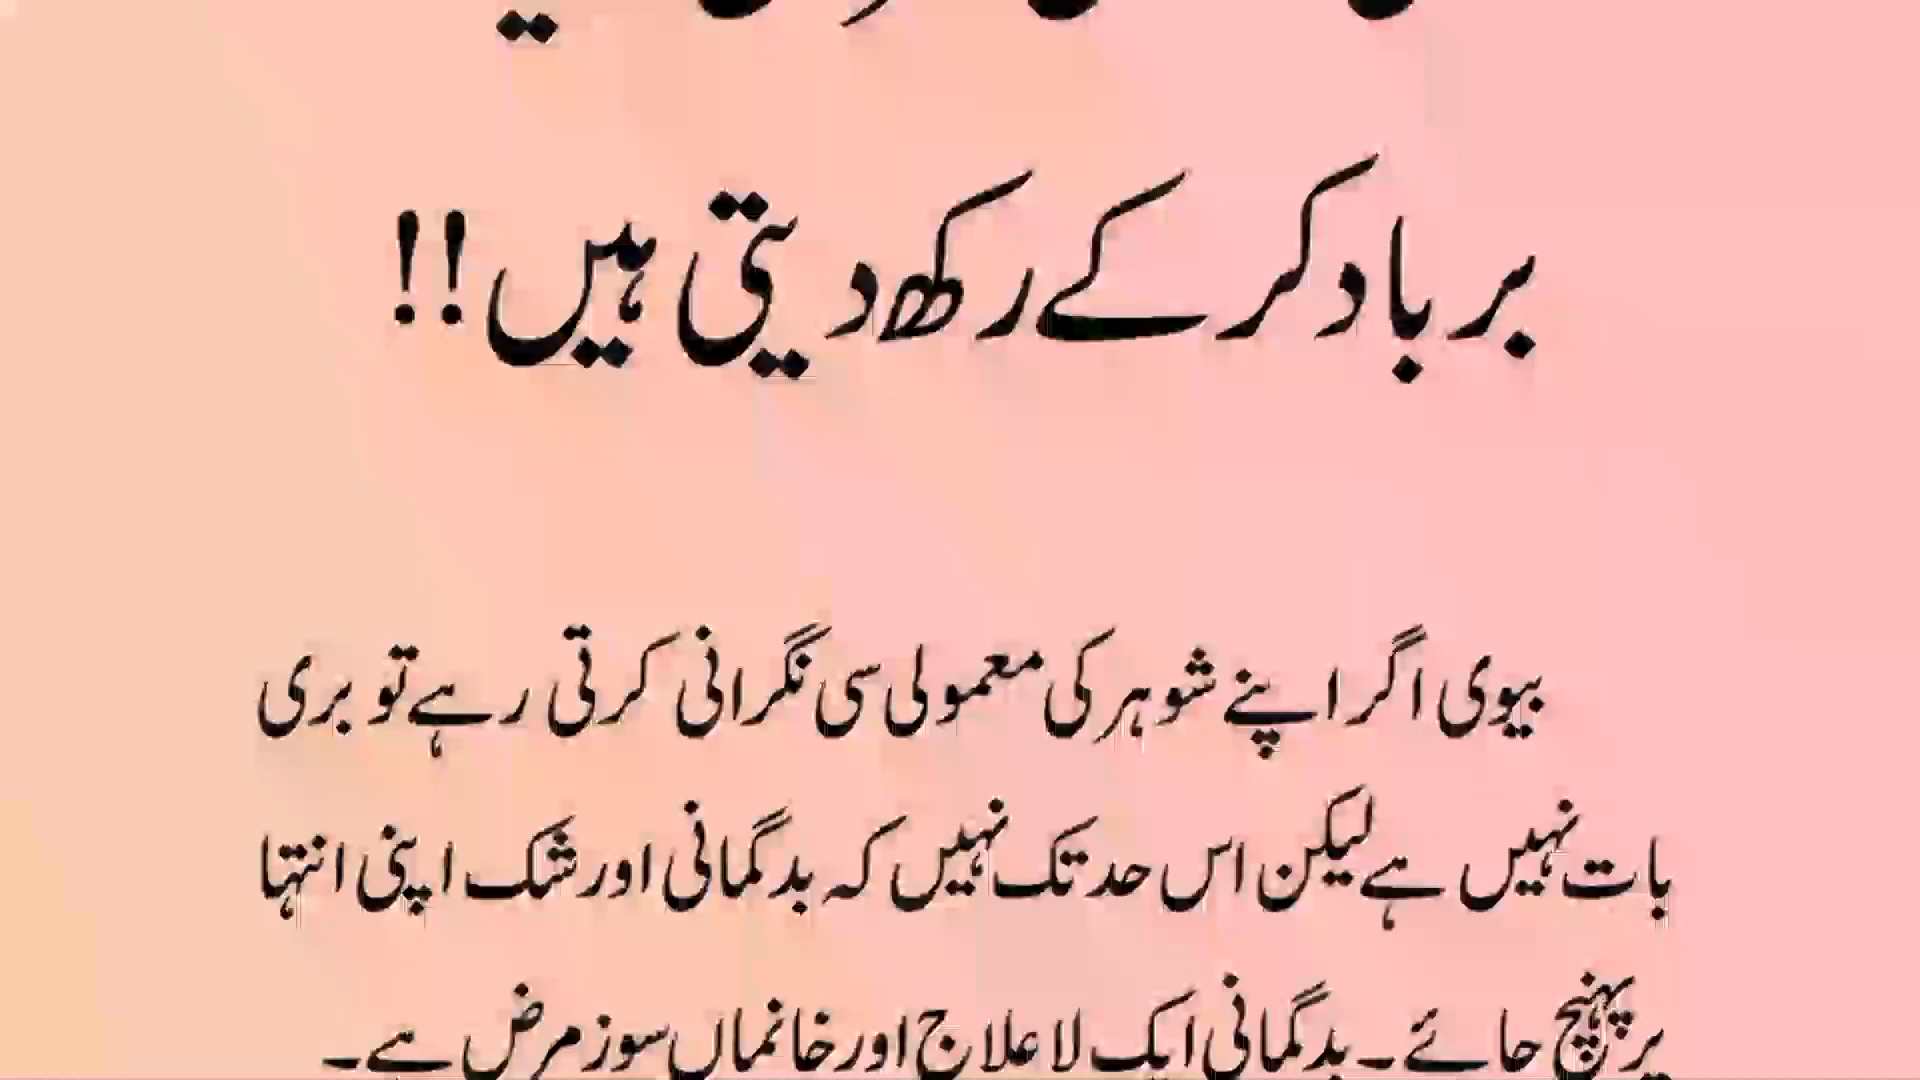 برباد کر کے رکھ دیتی ہیں!!
بیوی اگر اپنے شوہر کی معمولی سی نگرانی کرتی رہے تو بری
بات نہیں ہے لیکن اس حد تک نہیں کہ بدگمانی اور شک اپنی انتہا
پر پہنچ جائے۔ بدگمانی ایک لاعلاج اور خانماں سوز مرض ہے۔